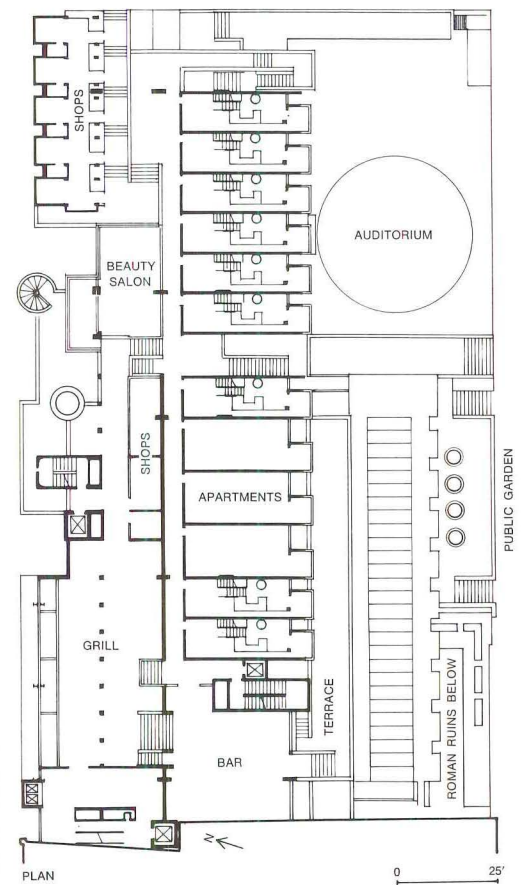 SHOPS
AUDITORIUM
BEAUTY
SALON
SHOPS
APARTMENTS
PUBLIC GARDEN
GRILL
TERRACE
ROMAN RUINS BELOW
BAR
N
PLAN
0 25'